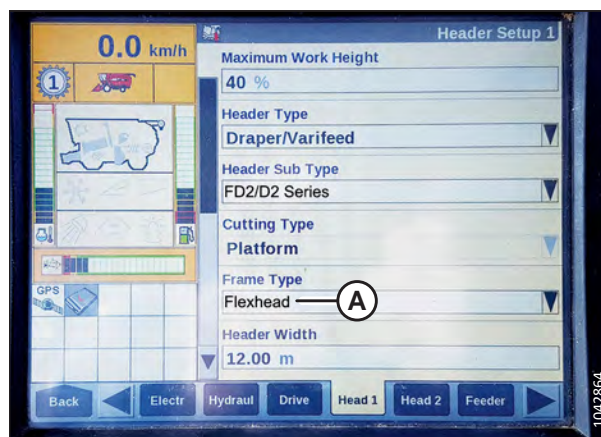 0.0 km/h
Header Setup 1
1
Maximum Work Height
40 %
Header Type
Draper/Varifeed
Header Sub Type
FD2/D2 Series
Cutting Type
Platform
Frame Type
Flexhead
A
Header Width
12.00 m
GPS
Back
Electr
Hydraul
Drive
Head 1
Head 2
Feeder
1042864